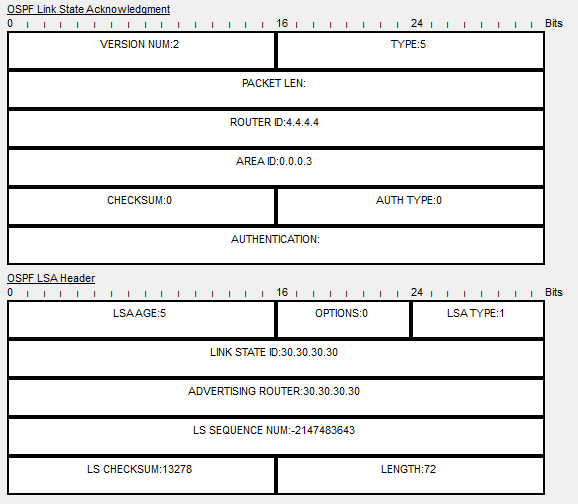 OSPF Link State Acknowledgment
0 16 24 Bits
VERSION NUM:2 TYPE:5
PACKET LEN:
ROUTER ID:4.4.4.4
AREA ID:0.0.0.3
CHECKSUM:0 AUTH TYPE:0
AUTHENTICATION:
OSPF LSA Header
0 16 24 Bits
LSA AGE:5 OPTIONS:0 LSA TYPE:1
LINK STATE ID:30.30.30.30
ADVERTISING ROUTER:30.30.30.30
LS SEQUENCE NUM:-2147483643
LS CHECKSUM:13278 LENGTH:72